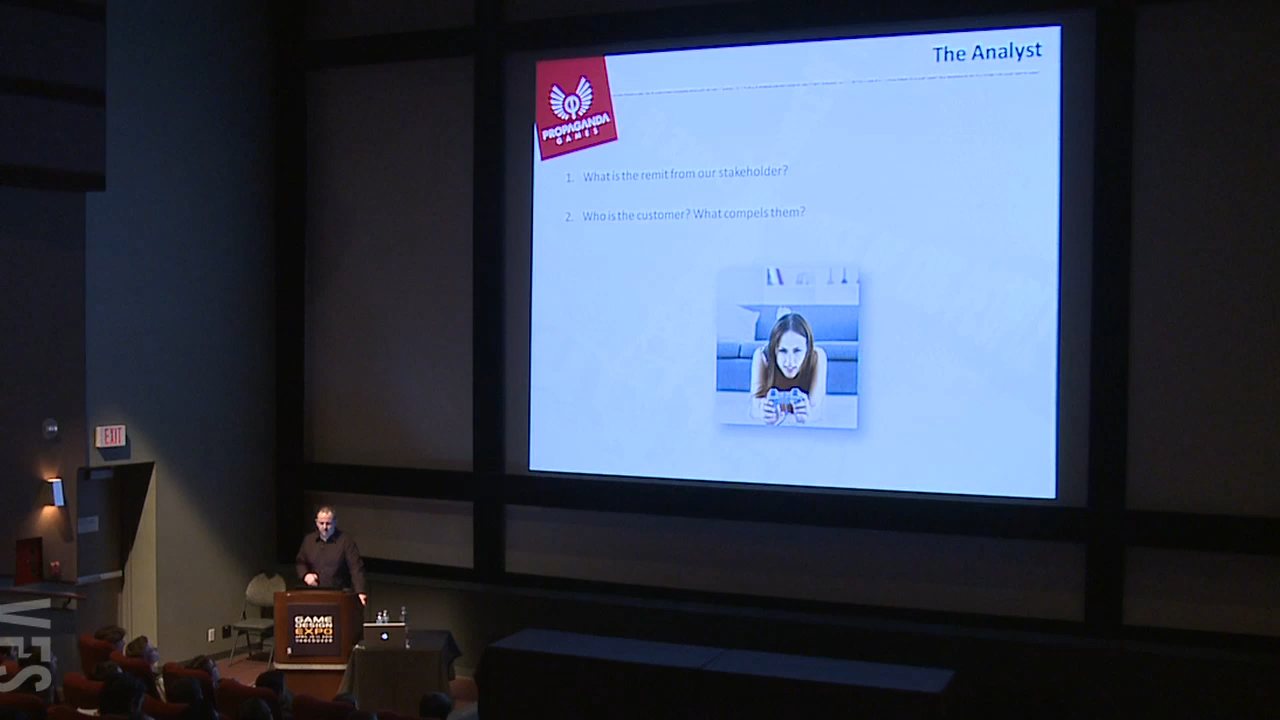 The Analyst
PROPAGANDA
GAMES
1. What is the remit from our stakeholder?
2. Who is the customer? What compels them?
EXIT
GAME
DESIGN
EXPO
VANCOUVER
VFS